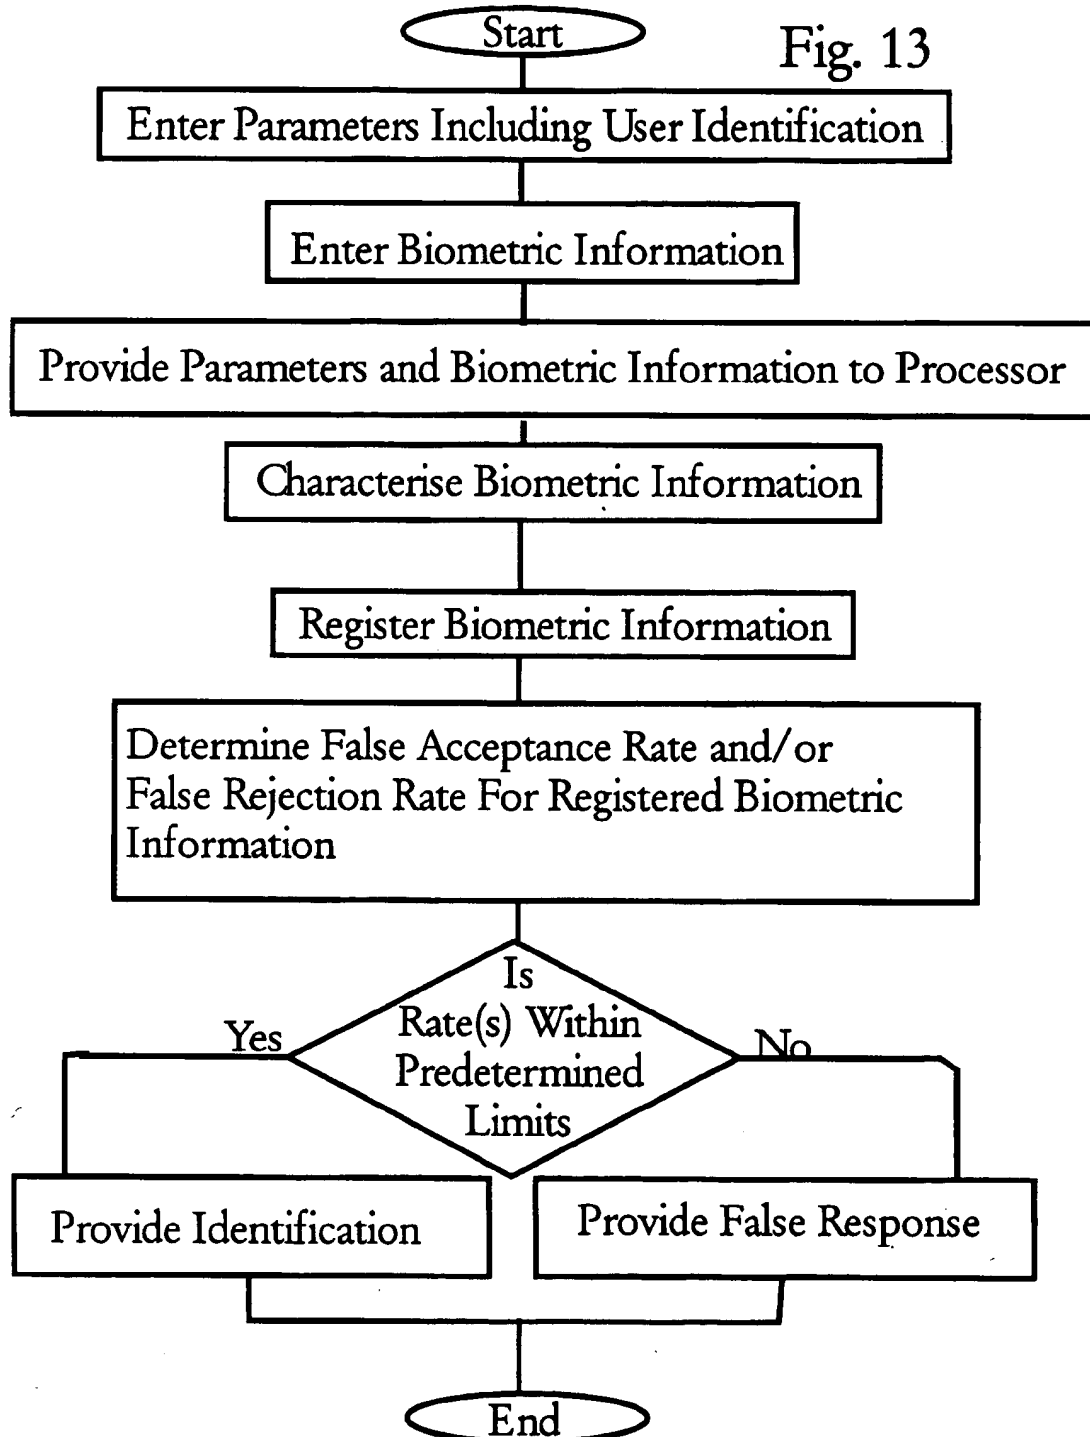 Start
Fig. 13
Enter Parameters Including User Identification
Enter Biometric Information
Provide Parameters and Biometric Information to Processor
Characterise Biometric Information
Register Biometric Information
Determine False Acceptance Rate and/or
False Rejection Rate For Registered Biometric
Information
Is
Rate(s) Within
Predetermined
Limits
Yes
No
Provide Identification
Provide False Response
End